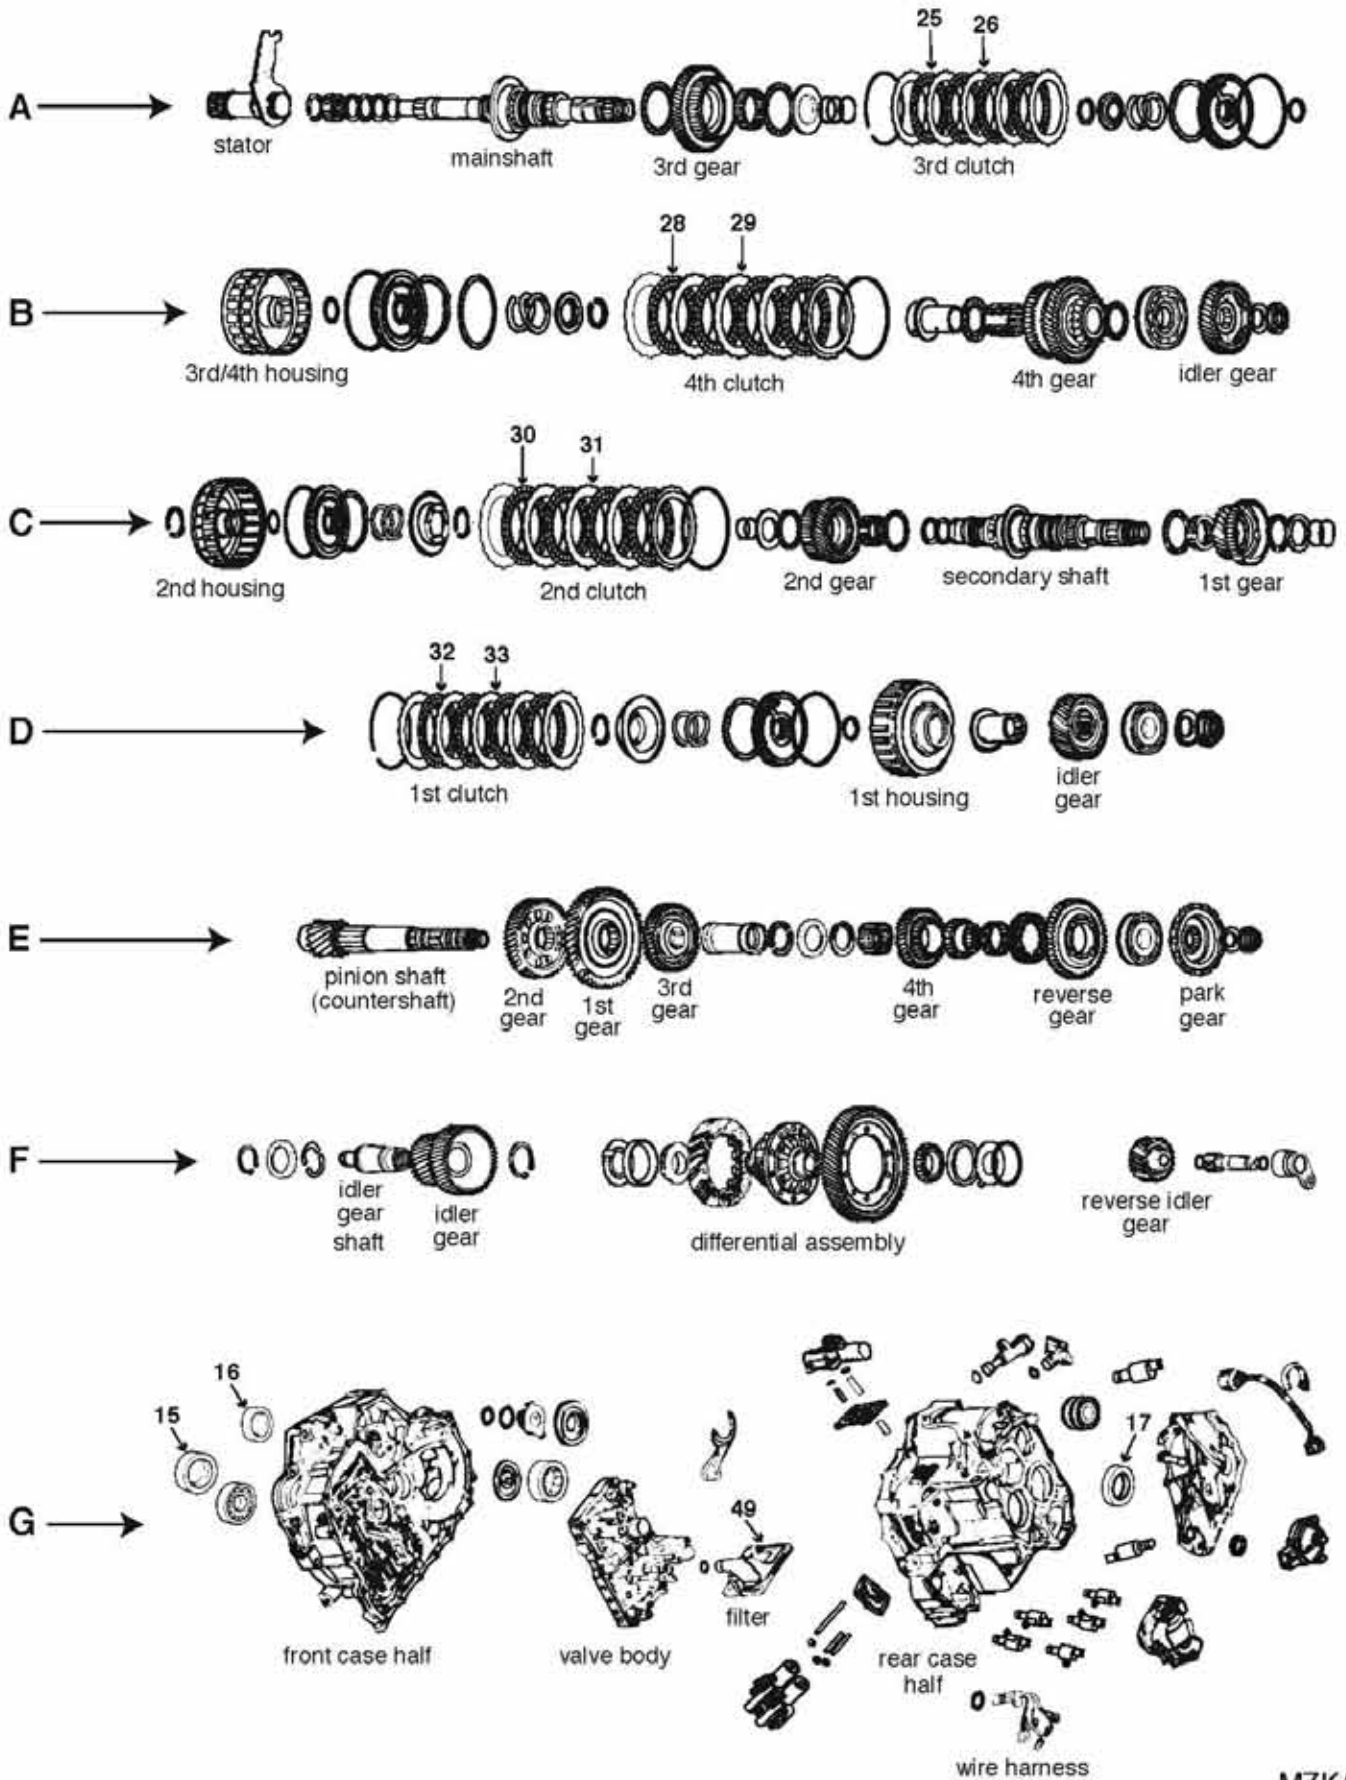 25 26
A
stator
mainshaft
3rd gear
3rd clutch
28 29
B
3rd/4th housing
4th clutch
4th gear
idler gear
30 31
C
2nd housing
2nd clutch
2nd gear
secondary shaft
1st gear
32 33
D
1st clutch
1st housing
idler
gear
E
pinion shaft
(countershaft)
2nd
gear
1st
gear
3rd
gear
4th
gear
reverse
gear
park
gear
F
idler
gear
shaft
idler
gear
differential assembly
reverse idler
gear
16
15
17
G
49
filter
front case half
valve body
rear case
half
wire harness